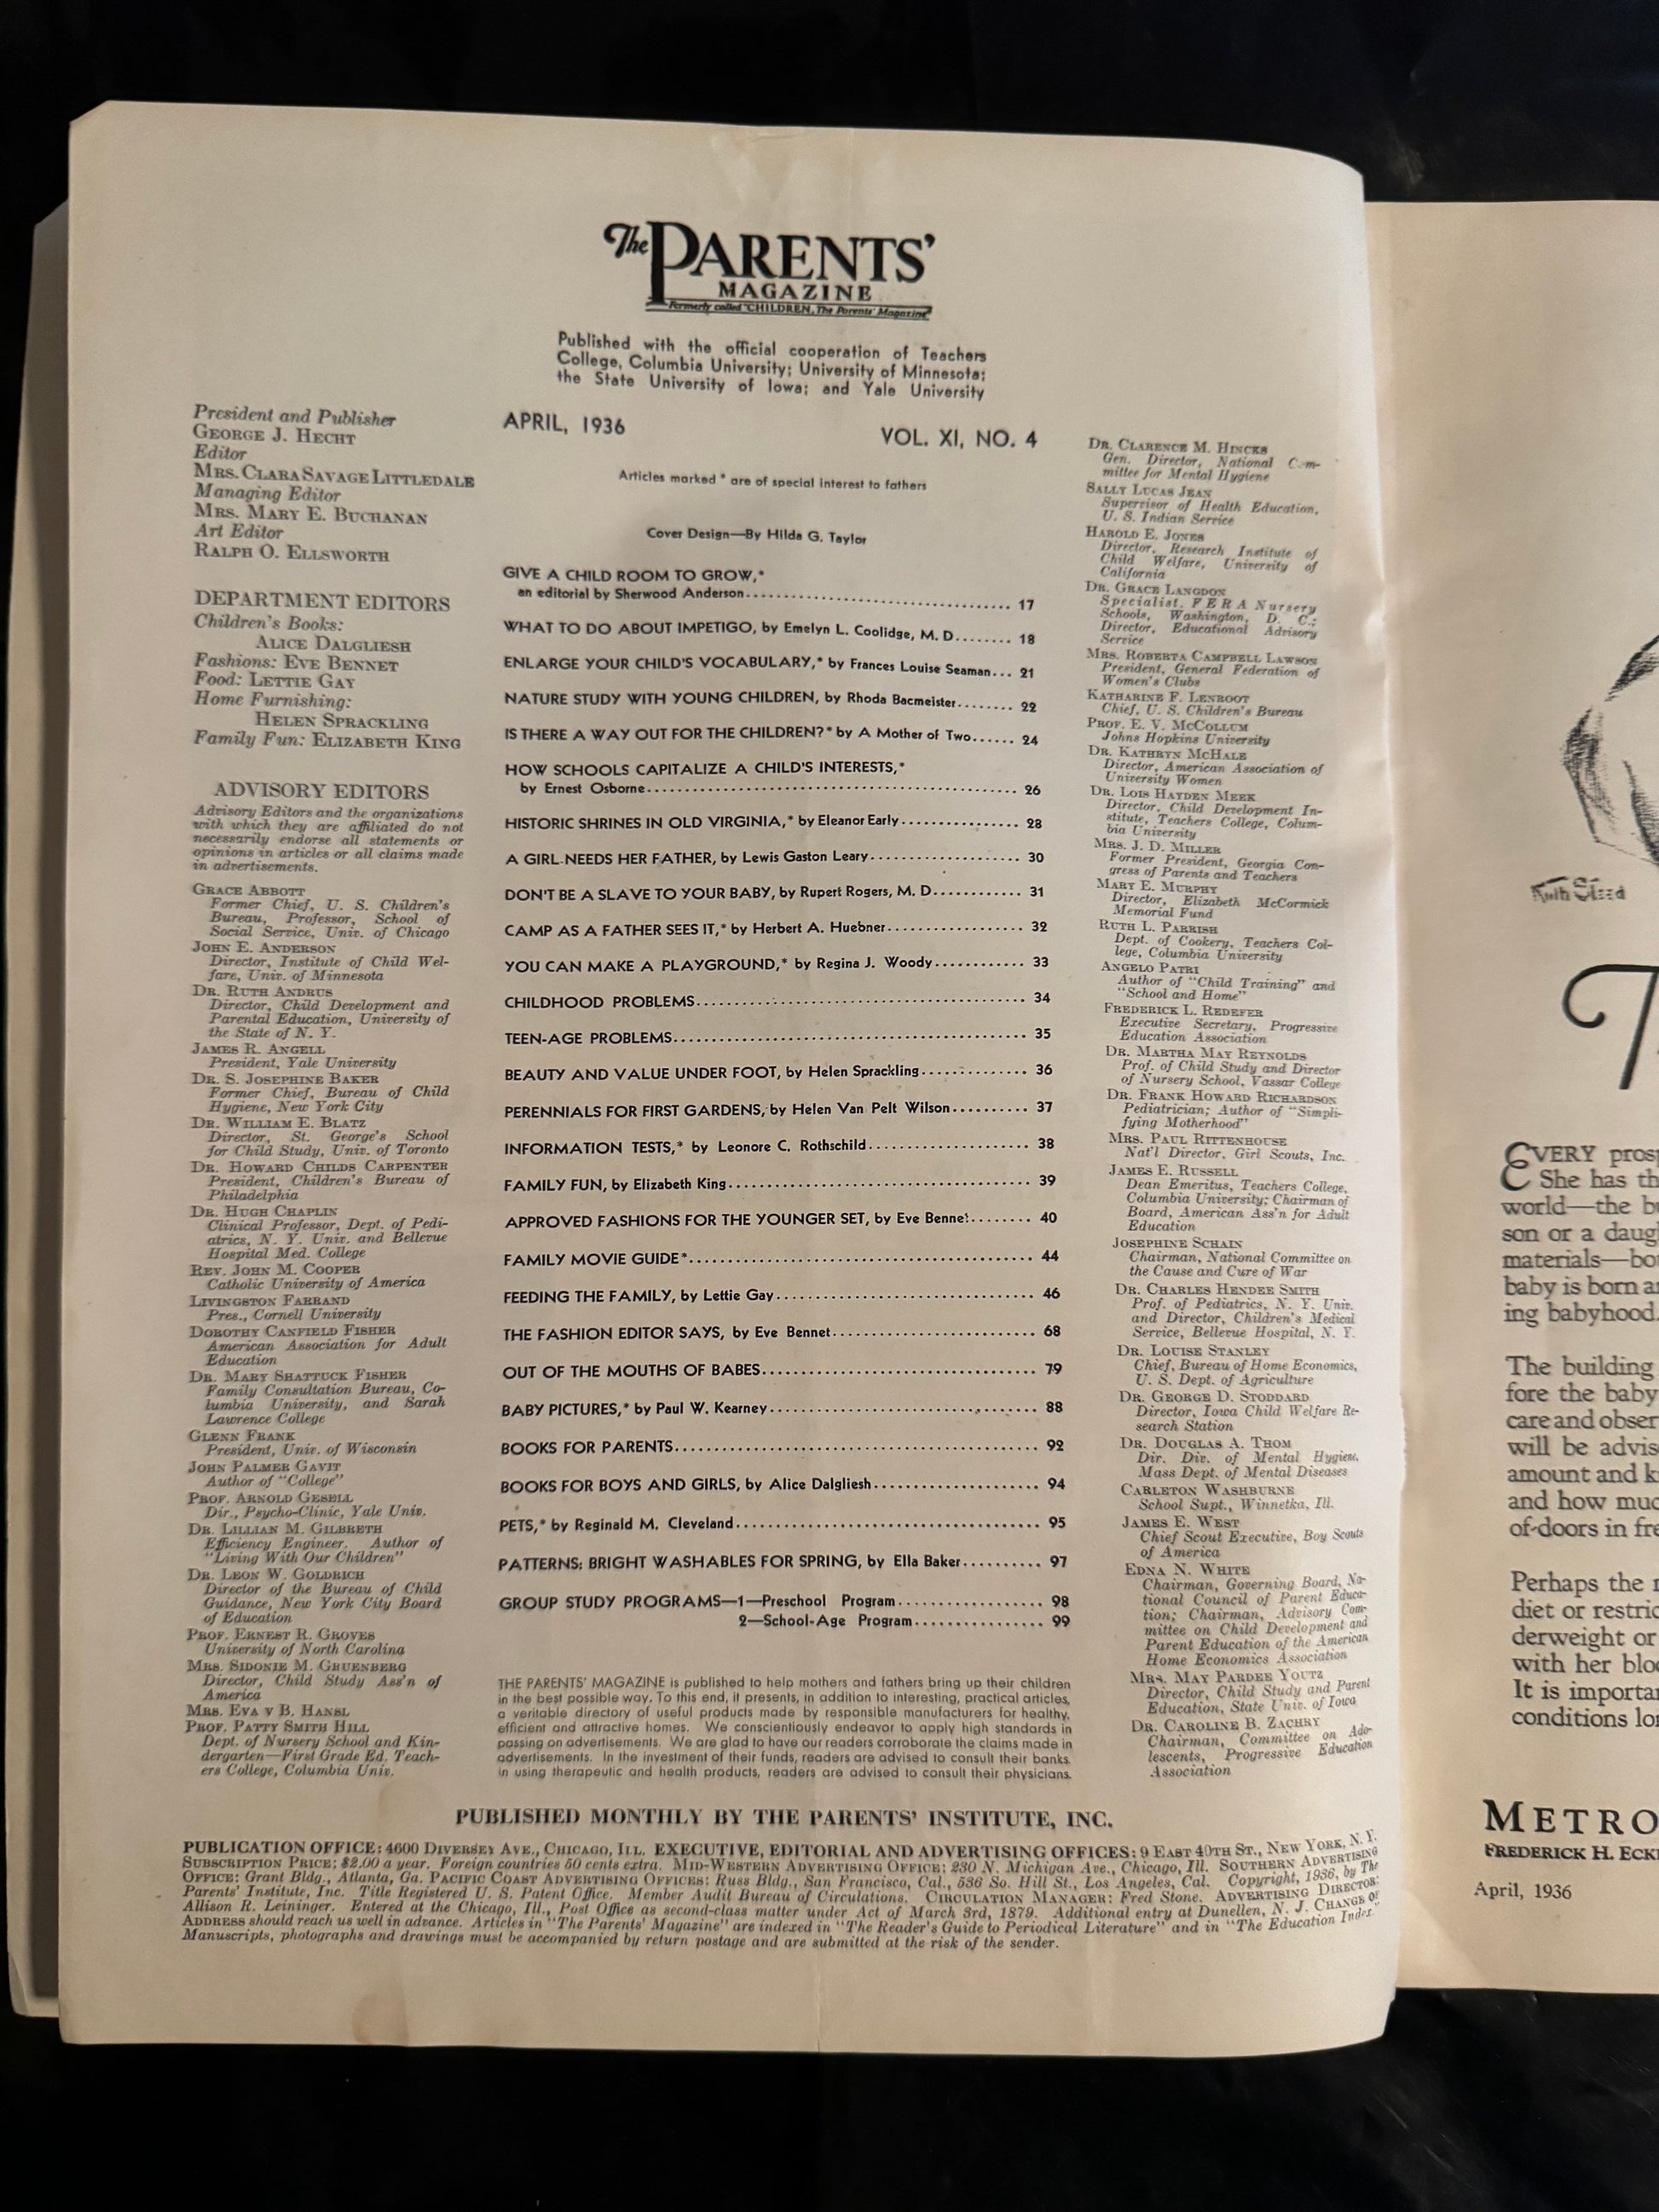 The PARENTS'
MAGAZINE
Formerly called "CHILDREN, The Parents' Magazine"
Published with the official cooperation of Teachers
College, Columbia University; University of Minnesota;
the State University of Iowa; and Yale University
President and Publisher
GEORGE J. HECHT
Editor
MRS. CLARA SAVAGE LITTLEDALE
Managing Editor
MRS. MARY E. BUCHANAN
Art Editor
RALPH O. ELLSWORTH
DEPARTMENT EDITORS
Children's Books:
ALICE DALGLIESH
Fashions: EVE BENNET
Food: LETTIE GAY
Home Furnishing:
HELEN SPRACKLING
Family Fun: ELIZABETH KING
ADVISORY EDITORS
Advisory Editors and the organizations
with which they are affiliated do not
necessarily endorse all statements or
opinions in articles or all claims made
in advertisements.
GRACE ABBOTT
Former Chief, U. S. Children's
Bureau, Professor, School of
Social Service, Univ. of Chicago
JOHN E. ANDERSON
Director, Institute of Child Wel-
fare, Univ. of Minnesota
DR. RUTH ANDRUS
Director, Child Development and
Parental Education, University of
the State of N. Y.
JAMES R. ANGELL
President, Yale University
DR. S. JOSEPHINE BAKER
Former Chief, Bureau of Child
Hygiene, New York City
DR. WILLIAM E. BLATZ
Director, St. George's School
for Child Study, Univ. of Toronto
DR. HOWARD CHILDS CARPENTER
President, Children's Bureau of
Philadelphia
DR. HUGH CHAPLIN
Clinical Professor, Dept. of Pedi-
atrics, N. Y. Univ. and Bellevue
Hospital Med. College
REV. JOHN M. COOPER
Catholic University of America
LIVINGSTON FARRAND
Pres., Cornell University
DOROTHY CANFIELD FISHER
American Association for Adult
Education
DR. MARY SHATTUCK FISHER
Family Consultation Bureau, Co-
lumbia University, and Sarah
Lawrence College
GLENN FRANK
President, Univ. of Wisconsin
JOHN PALMER GAVIT
Author of "College"
PROF. ARNOLD GESELL
Dir., Psycho-Clinic, Yale Univ.
DR. LILLIAN M. GILBRETH
Efficiency Engineer. Author of
"Living With Our Children"
DR. LEON W. GOLDRICH
Director of the Bureau of Child
Guidance, New York City Board
of Education
PROF. ERNEST R. GROVES
University of North Carolina
MRS. SIDONIE M. GRUENBERG
Director, Child Study Ass'n of
America
MRS. EVA V B. HANSL
PROF. PATTY SMITH HILL
Dept. of Nursery School and Kin-
dergarten—First Grade Ed. Teach-
ers College, Columbia Univ.
APRIL, 1936 VOL. XI, NO. 4
Articles marked * are of special interest to fathers
Cover Design—By Hilda G. Taylor
GIVE A CHILD ROOM TO GROW,*
an editorial by Sherwood Anderson 17
WHAT TO DO ABOUT IMPETIGO, by Emelyn L. Coolidge, M. D. 18
ENLARGE YOUR CHILD'S VOCABULARY,* by Frances Louise Seaman 21
NATURE STUDY WITH YOUNG CHILDREN, by Rhoda Bacmeister 22
IS THERE A WAY OUT FOR THE CHILDREN?* by A Mother of Two 24
HOW SCHOOLS CAPITALIZE A CHILD'S INTERESTS,*
by Ernest Osborne 26
HISTORIC SHRINES IN OLD VIRGINIA,* by Eleanor Early 28
A GIRL NEEDS HER FATHER, by Lewis Gaston Leary 30
DON'T BE A SLAVE TO YOUR BABY, by Rupert Rogers, M. D. 31
CAMP AS A FATHER SEES IT,* by Herbert A. Huebner 32
YOU CAN MAKE A PLAYGROUND,* by Regina J. Woody 33
CHILDHOOD PROBLEMS 34
TEEN-AGE PROBLEMS 35
BEAUTY AND VALUE UNDER FOOT, by Helen Sprackling 36
PERENNIALS FOR FIRST GARDENS, by Helen Van Pelt Wilson 37
INFORMATION TESTS,* by Leonore C. Rothschild 38
FAMILY FUN, by Elizabeth King 39
APPROVED FASHIONS FOR THE YOUNGER SET, by Eve Bennet 40
FAMILY MOVIE GUIDE* 44
FEEDING THE FAMILY, by Lettie Gay 46
THE FASHION EDITOR SAYS, by Eve Bennet 68
OUT OF THE MOUTHS OF BABES 79
BABY PICTURES,* by Paul W. Kearney 88
BOOKS FOR PARENTS 92
BOOKS FOR BOYS AND GIRLS, by Alice Dalgliesh 94
PETS,* by Reginald M. Cleveland 95
PATTERNS: BRIGHT WASHABLES FOR SPRING, by Ella Baker 97
GROUP STUDY PROGRAMS—1—Preschool Program 98
2—School-Age Program 99
THE PARENTS' MAGAZINE is published to help mothers and fathers bring up their children
in the best possible way. To this end, it presents, in addition to interesting, practical articles,
a veritable directory of useful products made by responsible manufacturers for healthy,
efficient and attractive homes. We conscientiously endeavor to apply high standards in
passing on advertisements. We are glad to have our readers corroborate the claims made in
advertisements. In the investment of their funds, readers are advised to consult their banks.
In using therapeutic and health products, readers are advised to consult their physicians.
DR. CLARENCE M. HINCKS
Gen. Director, National Com-
mittee for Mental Hygiene
SALLY LUCAS JEAN
Supervisor of Health Education,
U. S. Indian Service
HAROLD E. JONES
Director, Research Institute of
Child Welfare, University of
California
DR. GRACE LANGDON
Specialist. FERA Nursery
Schools, Washington, D. C.;
Director, Educational Advisory
Service
MRS. ROBERTA CAMPBELL LAWSON
President, General Federation of
Women's Clubs
KATHARINE F. LENROOT
Chief, U. S. Children's Bureau
PROF. E. V. MCCOLLUM
Johns Hopkins University
DR. KATHRYN MCHALE
Director, American Association of
University Women
DR. LOIS HAYDEN MEEK
Director, Child Development In-
stitute, Teachers College, Colum-
bia University
MRS. J. D. MILLER
Former President, Georgia Con-
gress of Parents and Teachers
MARY E. MURPHY
Director, Elizabeth McCormick
Memorial Fund
RUTH L. PARRISH
Dept. of Cookery, Teachers Col-
lege, Columbia University
ANGELO PATRI
Author of "Child Training" and
"School and Home"
FREDERICK L. REDEFER
Executive Secretary, Progressive
Education Association
DR. MARTHA MAY REYNOLDS
Prof. of Child Study and Director
of Nursery School, Vassar College
DR. FRANK HOWARD RICHARDSON
Pediatrician; Author of "Simpli-
fying Motherhood"
MRS. PAUL RITTENHOUSE
Nat'l Director, Girl Scouts, Inc.
JAMES E. RUSSELL
Dean Emeritus, Teachers College,
Columbia University; Chairman of
Board, American Ass'n for Adult
Education
JOSEPHINE SCHAIN
Chairman, National Committee on
the Cause and Cure of War
DR. CHARLES HENDEE SMITH
Prof. of Pediatrics, N. Y. Univ.
and Director, Children's Medical
Service, Bellevue Hospital, N. Y.
DR. LOUISE STANLEY
Chief, Bureau of Home Economics,
U. S. Dept. of Agriculture
DR. GEORGE D. STODDARD
Director, Iowa Child Welfare Re-
search Station
DR. DOUGLAS A. THOM
Dir. Div. of Mental Hygiene,
Mass Dept. of Mental Diseases
CARLETON WASHBURNE
School Supt., Winnetka, Ill.
JAMES E. WEST
Chief Scout Executive, Boy Scouts
of America
EDNA N. WHITE
Chairman, Governing Board, Na-
tional Council of Parent Educa-
tion; Chairman, Advisory Com-
mittee on Child Development and
Parent Education of the American
Home Economics Association
MRS. MAY PARDEE YOUTZ
Director, Child Study and Parent
Education, State Univ. of Iowa
DR. CAROLINE B. ZACHRY
Chairman, Committee on Ado-
lescents, Progressive Education
Association
PUBLISHED MONTHLY BY THE PARENTS' INSTITUTE, INC.
PUBLICATION OFFICE: 4600 DIVERSEY AVE., CHICAGO, ILL. EXECUTIVE, EDITORIAL AND ADVERTISING OFFICES: 9 EAST 40TH ST., NEW YORK, N. Y.
SUBSCRIPTION PRICE: $2.00 a year. Foreign countries 50 cents extra. MID-WESTERN ADVERTISING OFFICE: 230 N. Michigan Ave., Chicago, Ill. SOUTHERN ADVERTISING
OFFICE: Grant Bldg., Atlanta, Ga. PACIFIC COAST ADVERTISING OFFICES: Russ Bldg., San Francisco, Cal., 536 So. Hill St., Los Angeles, Cal. Copyright, 1936, by The
Parents' Institute, Inc. Title Registered U. S. Patent Office. Member Audit Bureau of Circulations. CIRCULATION MANAGER: Fred Stone. ADVERTISING DIRECTOR:
Allison R. Leininger. Entered at the Chicago, Ill., Post Office as second-class matter under Act of March 3rd, 1879. Additional entry at Dunellen, N. J. CHANGE OF
ADDRESS should reach us well in advance. Articles in "The Parents' Magazine" are indexed in "The Reader's Guide to Periodical Literature" and in "The Education Index."
Manuscripts, photographs and drawings must be accompanied by return postage and are submitted at the risk of the sender.
Ruth
T
EVERY prosp
She has th
world—the bu
son or a daug
materials—bo
baby is born a
ing babyhood.
The building
fore the baby
care and obser
will be advis
amount and k
and how muc
of-doors in fre
Perhaps the
diet or restric
derweight or
with her bloo
It is importa
conditions lo
METRO
FREDERICK H. ECK
April, 1936